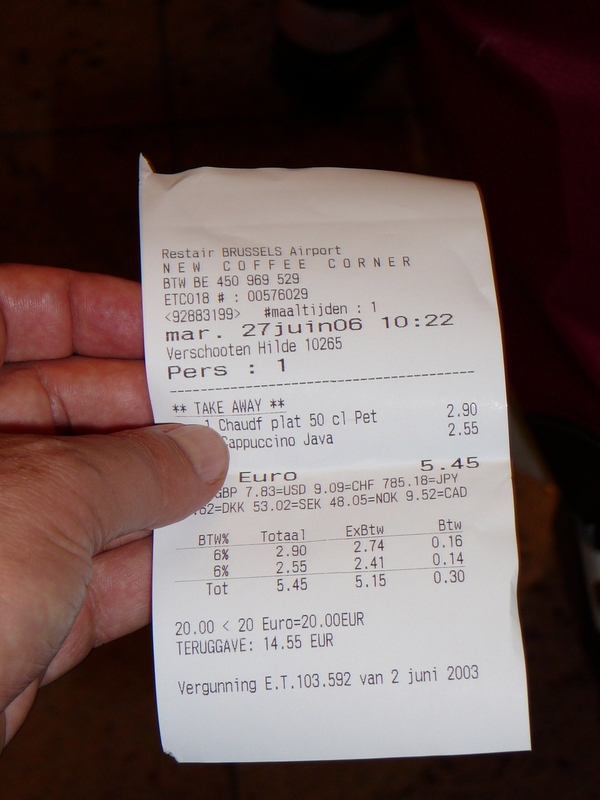 Restair BRUSSELS Airport
NEW COFFEE CORNER
BTW BE 450 969 529
ETC018 # : 00576029
<92883199> #maaltijden : 1
mar. 27juin06 10:22
Verschooten Hilde 10265
Pers : 1
** TAKE AWAY **
1 Chaudf plat 50 cl Pet 2.90
Cappuccino Java 2.55
Euro 5.45
GBP 7.83=USD 9.09=CHF 785.18=JPY
=DKK 53.02=SEK 48.05=NOK 9.52=CAD
BTW% Totaal ExBtw Btw
6% 2.90 2.74 0.16
6% 2.55 2.41 0.14
Tot 5.45 5.15 0.30
20.00 < 20 Euro=20.00EUR
TERUGGAVE: 14.55 EUR
Vergunning E.T.103.592 van 2 juni 2003